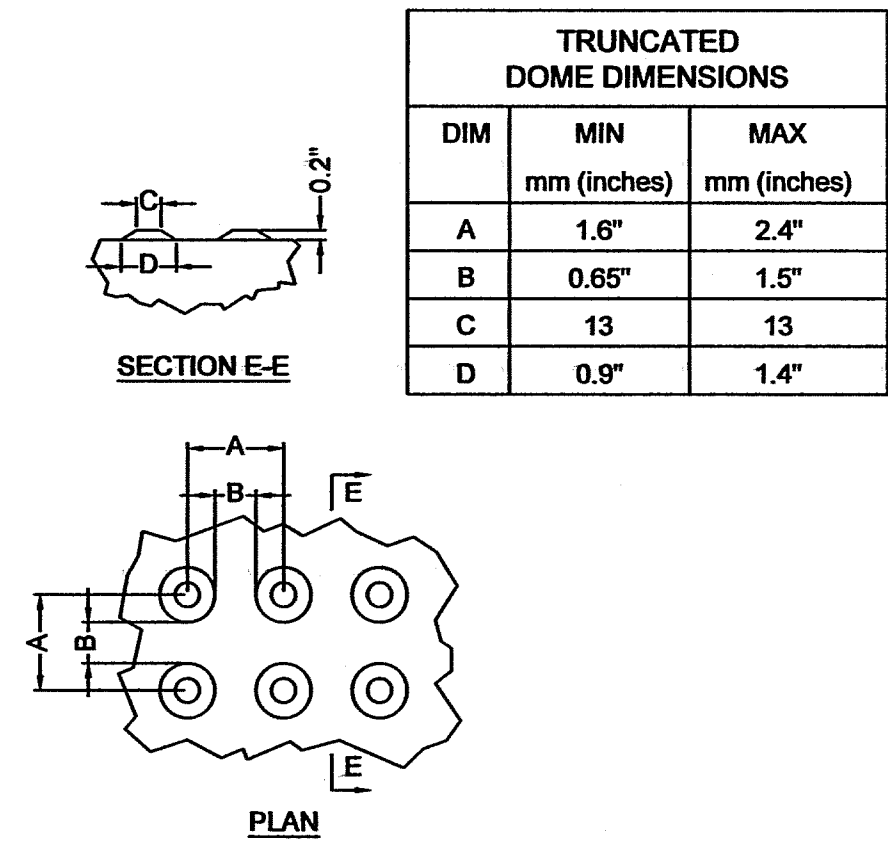 TRUNCATED
DOME DIMENSIONS
DIM MIN MAX
mm (inches) mm (inches)
A 1.6" 2.4"
B 0.65" 1.5"
C 13 13
D 0.9" 1.4"
0.2"
C
D
SECTION E-E
A
B
E
A
B
E
PLAN